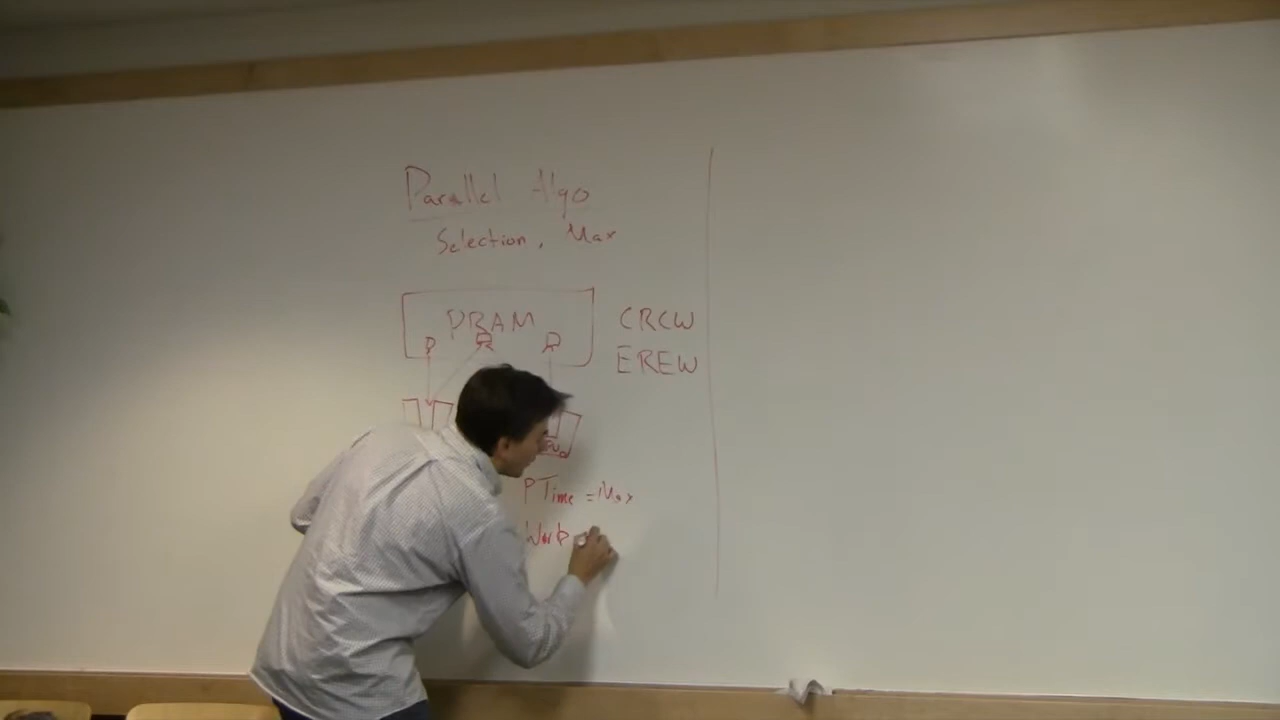 Parallel Algo
Selection, Max
PRAM
CRCW
EREW
PTime = Max
Work